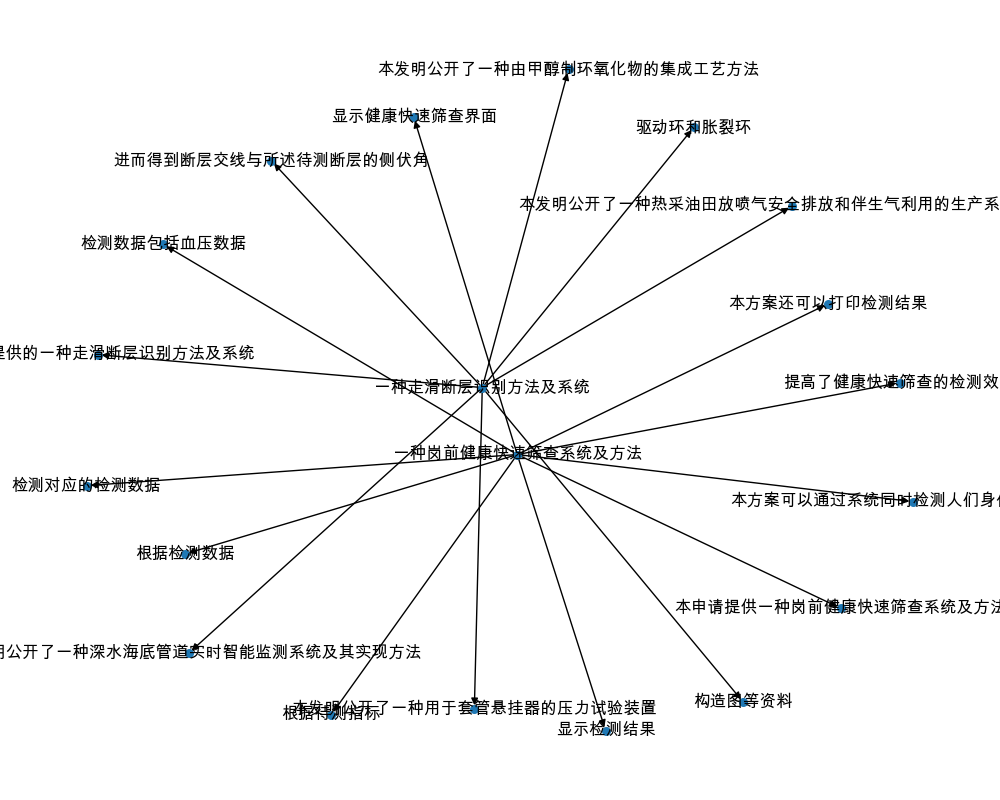 本发明公开了一种由甲醇制环氧化物的集成工艺方法
显示健康快速筛查界面
驱动环和胀裂环
进而得到断层交线与所述待测断层的侧伏角
本发明公开了一种热采油田放喷气安全排放和伴生气利用的生产系
检测数据包括血压数据
本方案还可以打印检测结果
提供的一种走滑断层识别方法及系统
提高了健康快速筛查的检测效
一种走滑断层识别方法及系统
一种岗前健康快速筛查系统及方法
检测对应的检测数据
本方案可以通过系统同时检测人们身体
根据检测数据
本申请提供一种岗前健康快速筛查系统及方法
明公开了一种深水海底管道实时智能监测系统及其实现方法
构造图等资料
本发明公开了一种用于套管悬挂器的压力试验装置
根据待测指标
显示检测结果